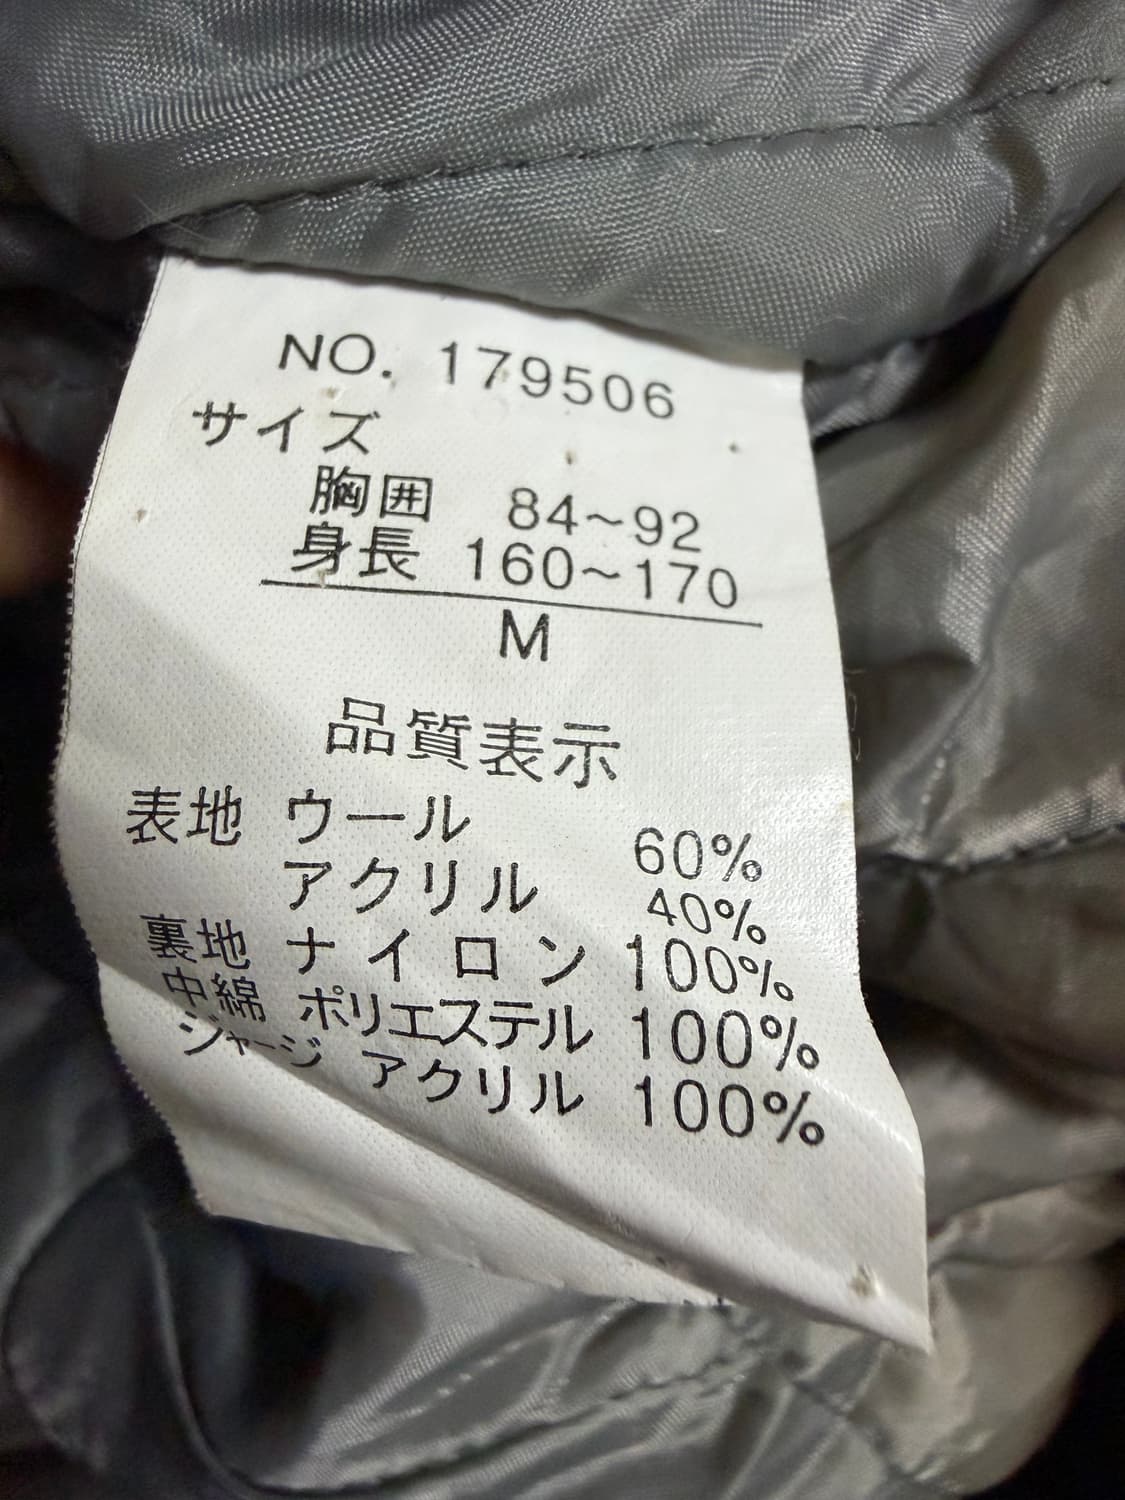 NO. 179506
サイズ
胸囲 84~92
身長 160~170
M
品質表示
表地 ウール 60%
アクリル 40%
裏地 ナイロン 100%
中綿 ポリエステル 100%
ジャージ アクリル 100%